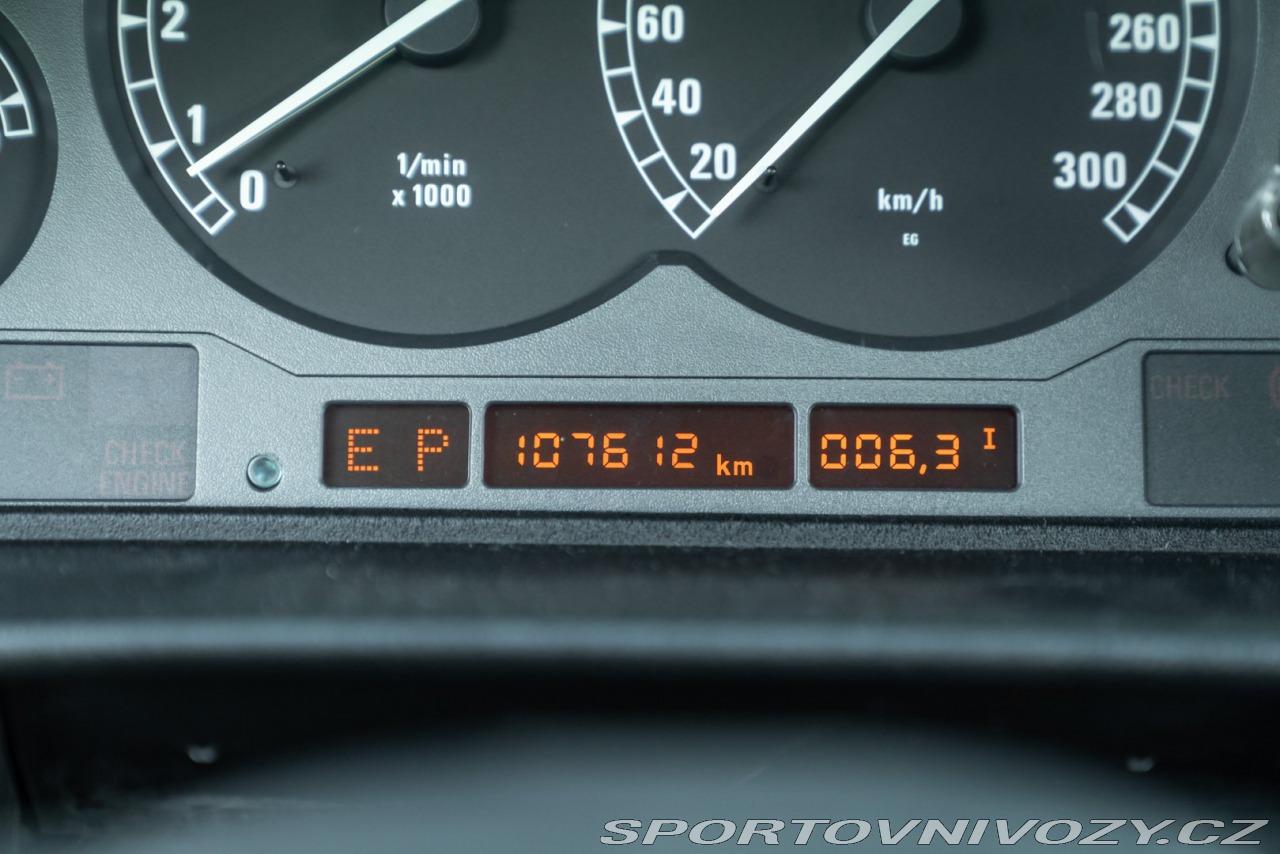 2
1
0
1/min
x 1000
60
40
20
km/h
EG
260
280
300
CHECK
ENGINE
E P
107612 km
006,3 I
CHECK
SPORTOVNIVOZY.CZ